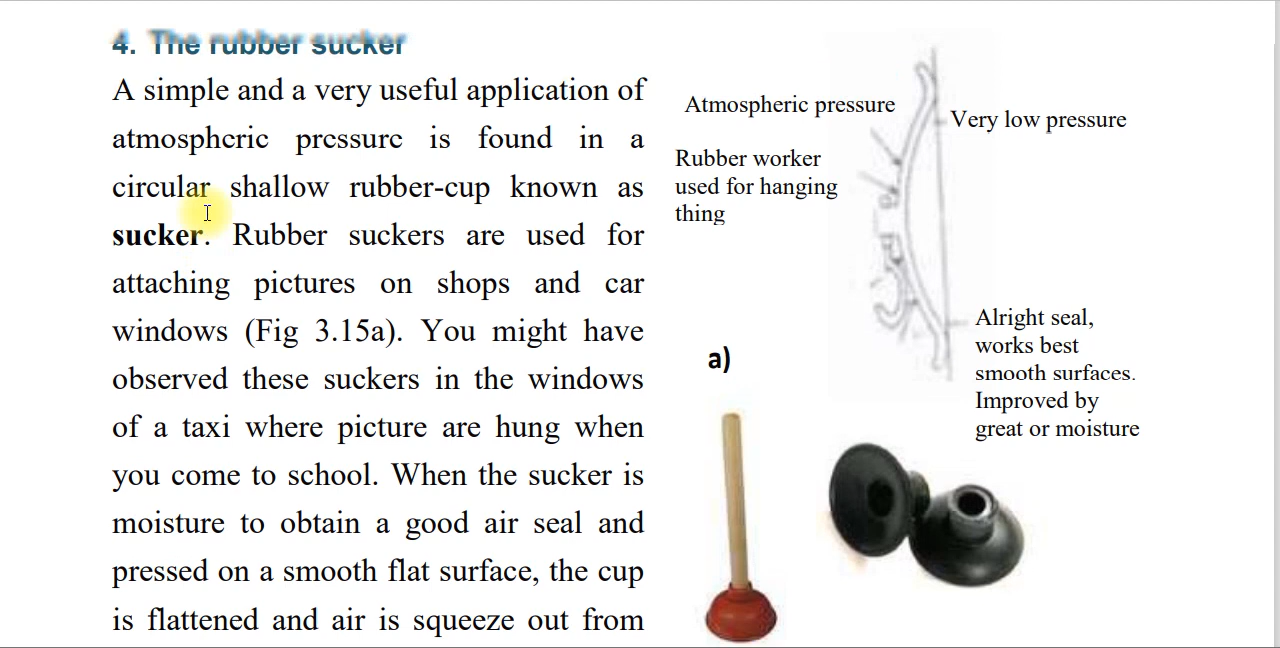 4. The rubber sucker
A simple and a very useful application of
atmospheric pressure is found in a
circular shallow rubber-cup known as
sucker. Rubber suckers are used for
attaching pictures on shops and car
windows (Fig 3.15a). You might have
observed these suckers in the windows
of a taxi where picture are hung when
you come to school. When the sucker is
moisture to obtain a good air seal and
pressed on a smooth flat surface, the cup
is flattened and air is squeeze out from
Atmospheric pressure
Very low pressure
Rubber worker
used for hanging
thing
Alright seal,
works best
smooth surfaces.
Improved by
great or moisture
a)